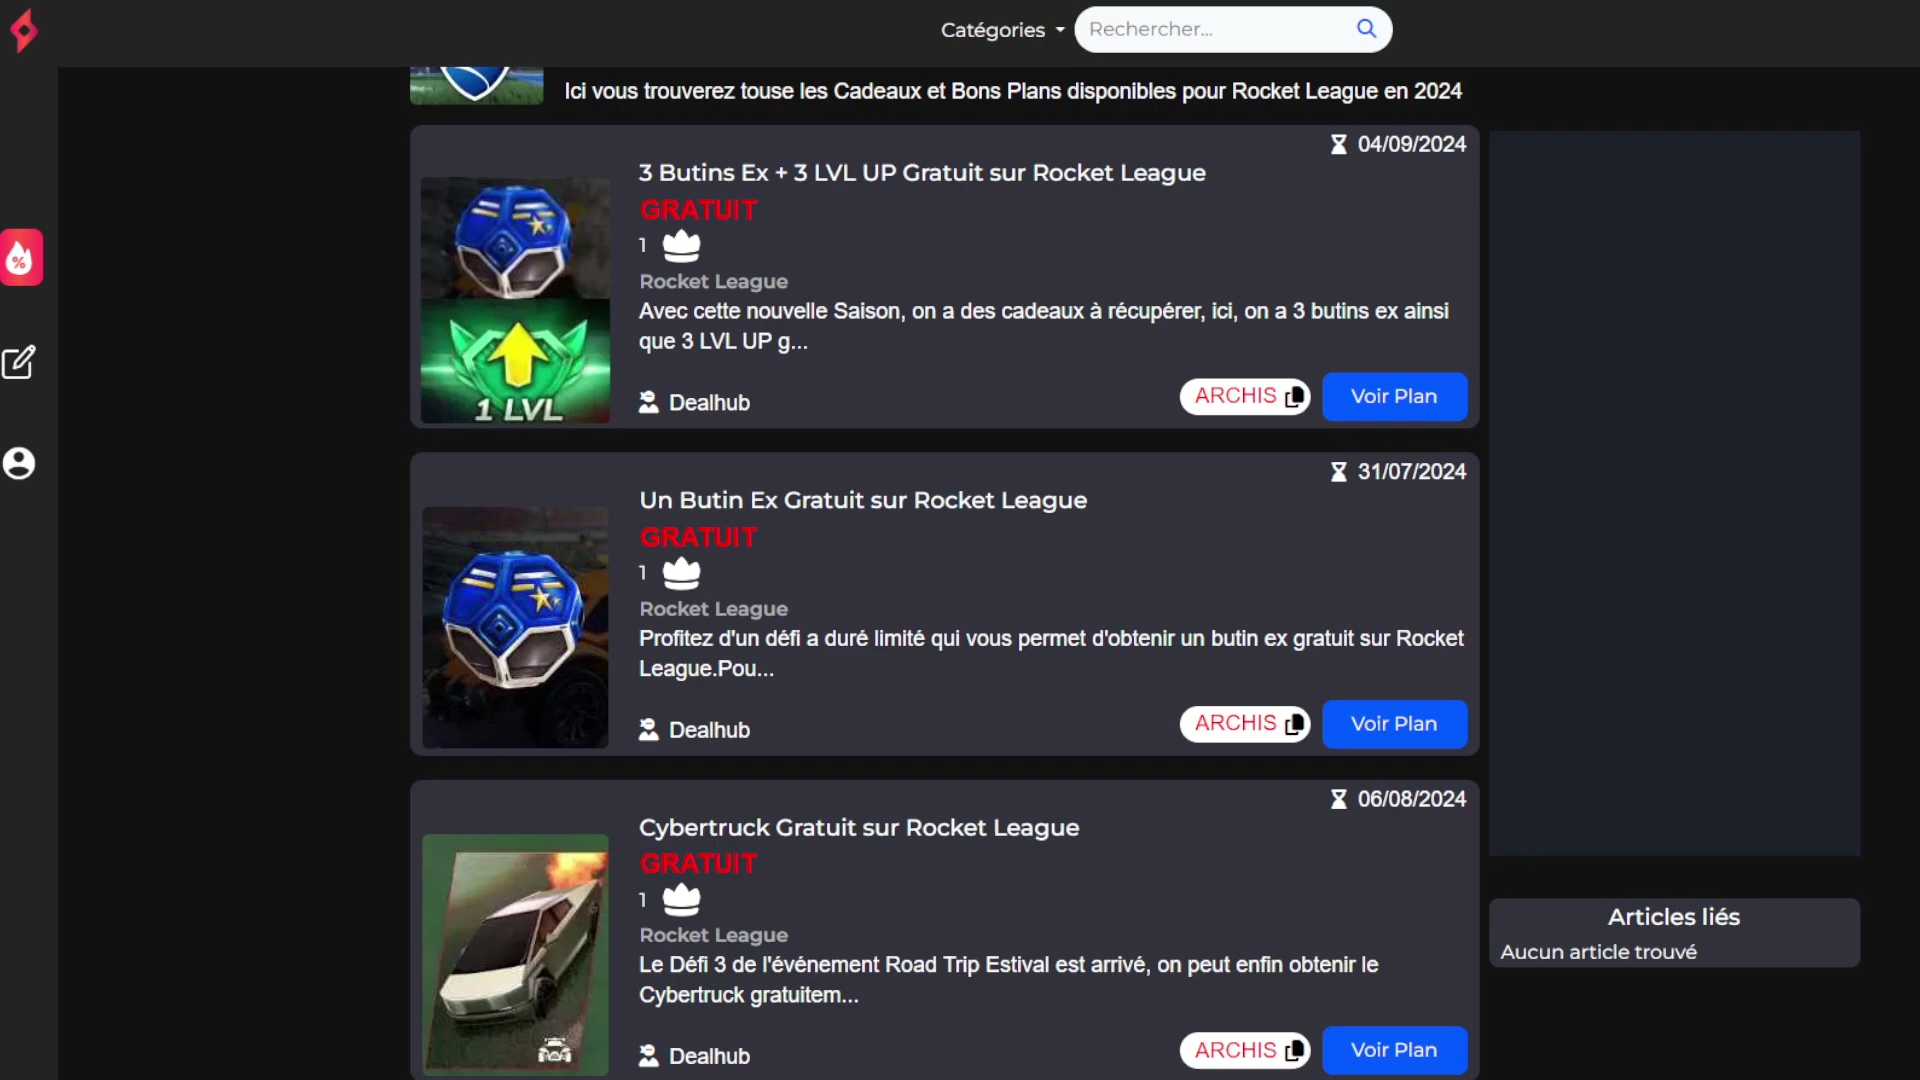 Catégories
Rechercher...
Ici vous trouverez touse les Cadeaux et Bons Plans disponibles pour Rocket League en 2024
04/09/2024
3 Butins Ex + 3 LVL UP Gratuit sur Rocket League
GRATUIT
1
Rocket League
Avec cette nouvelle Saison, on a des cadeaux à récupérer, ici, on a 3 butins ex ainsi
que 3 LVL UP g...
1 LVL
Dealhub
ARCHIS
Voir Plan
31/07/2024
Un Butin Ex Gratuit sur Rocket League
GRATUIT
1
Rocket League
Profitez d'un défi a duré limité qui vous permet d'obtenir un butin ex gratuit sur Rocket
League.Pou...
Dealhub
ARCHIS
Voir Plan
06/08/2024
Cybertruck Gratuit sur Rocket League
GRATUIT
1
Rocket League
Le Défi 3 de l'événement Road Trip Estival est arrivé, on peut enfin obtenir le
Cybertruck gratuitem...
Dealhub
ARCHIS
Voir Plan
Articles liés
Aucun article trouvé
%